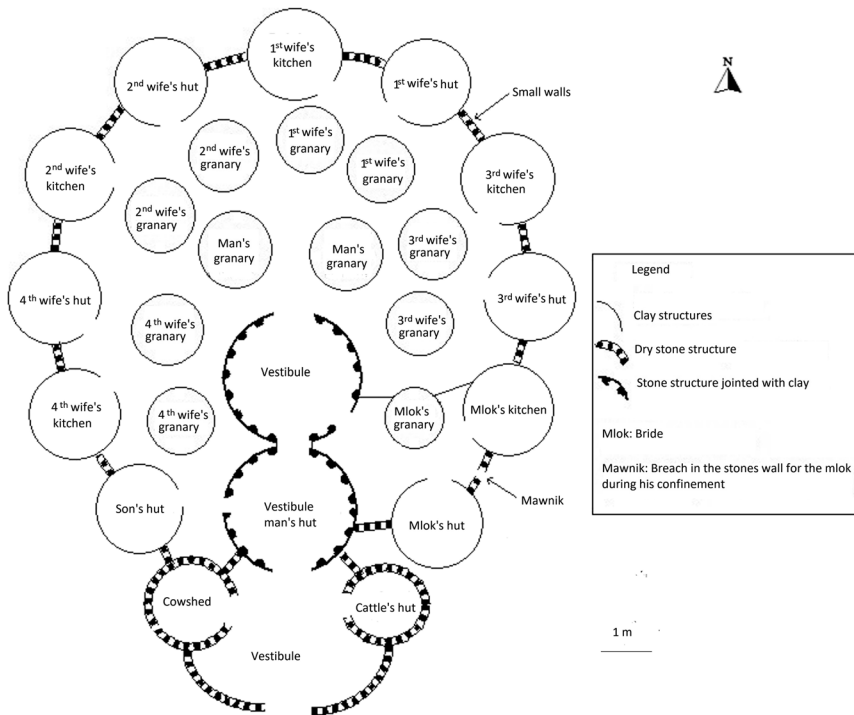 1st wife's
kitchen
N
2nd wife's hut
1st wife's hut
Small walls
1st wife's
granary
2nd wife's
granary
1st wife's
granary
2nd wife's
kitchen
3rd wife's
kitchen
2nd wife's
granary
Man's
granary
Man's
granary
3rd wife's
granary
4th wife's hut
3rd wife's hut
4th wife's
granary
3rd wife's
granary
Vestibule
4th wife's
kitchen
4th wife's
granary
Mlok's
granary
Mlok's kitchen
Mawnik
Son's hut
Vestibule
man's hut
Mlok's hut
Cowshed
Cattle's hut
Vestibule
Legend
Clay structures
Dry stone structure
Stone structure jointed with clay
Mlok: Bride
Mawnik: Breach in the stones wall for the mlok
during his confinement
1 m